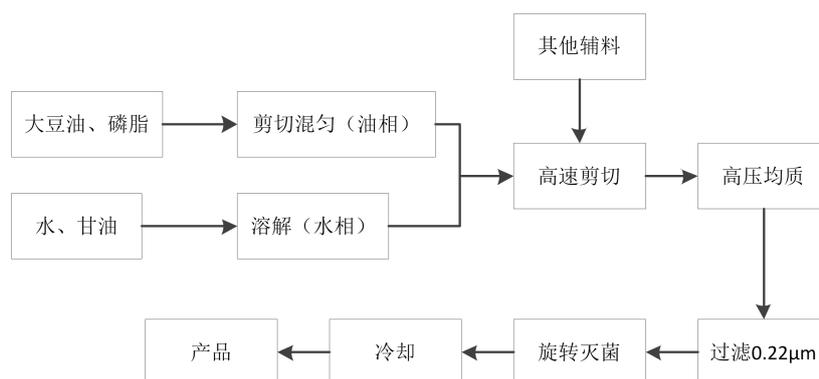 其他辅料
大豆油、磷脂
剪切混匀（油相）
高速剪切
高压均质
水、甘油
溶解（水相）
产品
冷却
旋转灭菌
过滤0.22μm